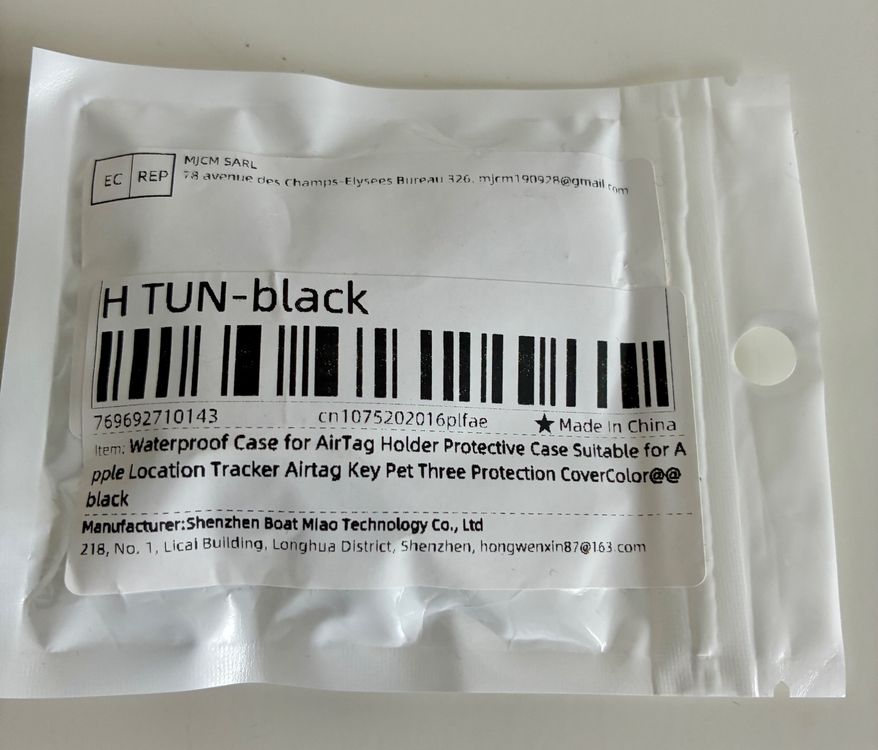 EC REP
MJCM SARL
78 avenue des Champs-Elysees Bureau 326, mjcm190928@gmail.com
H TUN-black
769692710143 cn1075202016plfae ★ Made In China
Item: Waterproof Case for AirTag Holder Protective Case Suitable for A
pple Location Tracker Airtag Key Pet Three Protection CoverColor@@
black
Manufacturer:Shenzhen Boat Miao Technology Co., Ltd
218, No. 1, Licai Building, Longhua District, Shenzhen, hongwenxin87@163.com